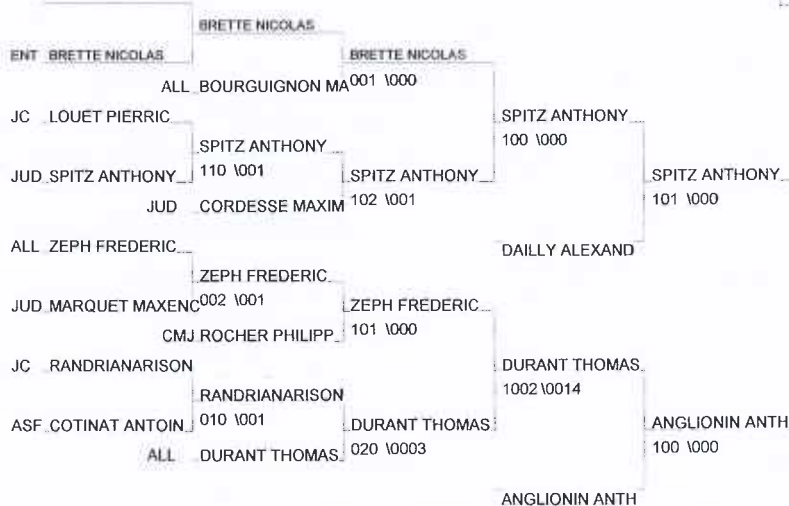 BRETTE NICOLAS
ENT BRETTE NICOLAS BRETTE NICOLAS
ALL BOURGUIGNON MA 001 \000
JC LOUET PIERRIC SPITZ ANTHONY
100 \000
SPITZ ANTHONY
JUD SPITZ ANTHONY 110 \001 SPITZ ANTHONY SPITZ ANTHONY
JUD CORDESSE MAXIM 102 \001 101 \000
ALL ZEPH FREDERIC DAILLY ALEXAND
ZEPH FREDERIC
JUD MARQUET MAXENC 002 \001 ZEPH FREDERIC
CMJ ROCHER PHILIPP 101 \000
JC RANDRIANARISON DURANT THOMAS
1002 \0014
RANDRIANARISON
ASF COTINAT ANTOIN 010 \001 DURANT THOMAS ANGLIONIN ANTH
ALL DURANT THOMAS 020 \0003 100 \000
ANGLIONIN ANTH